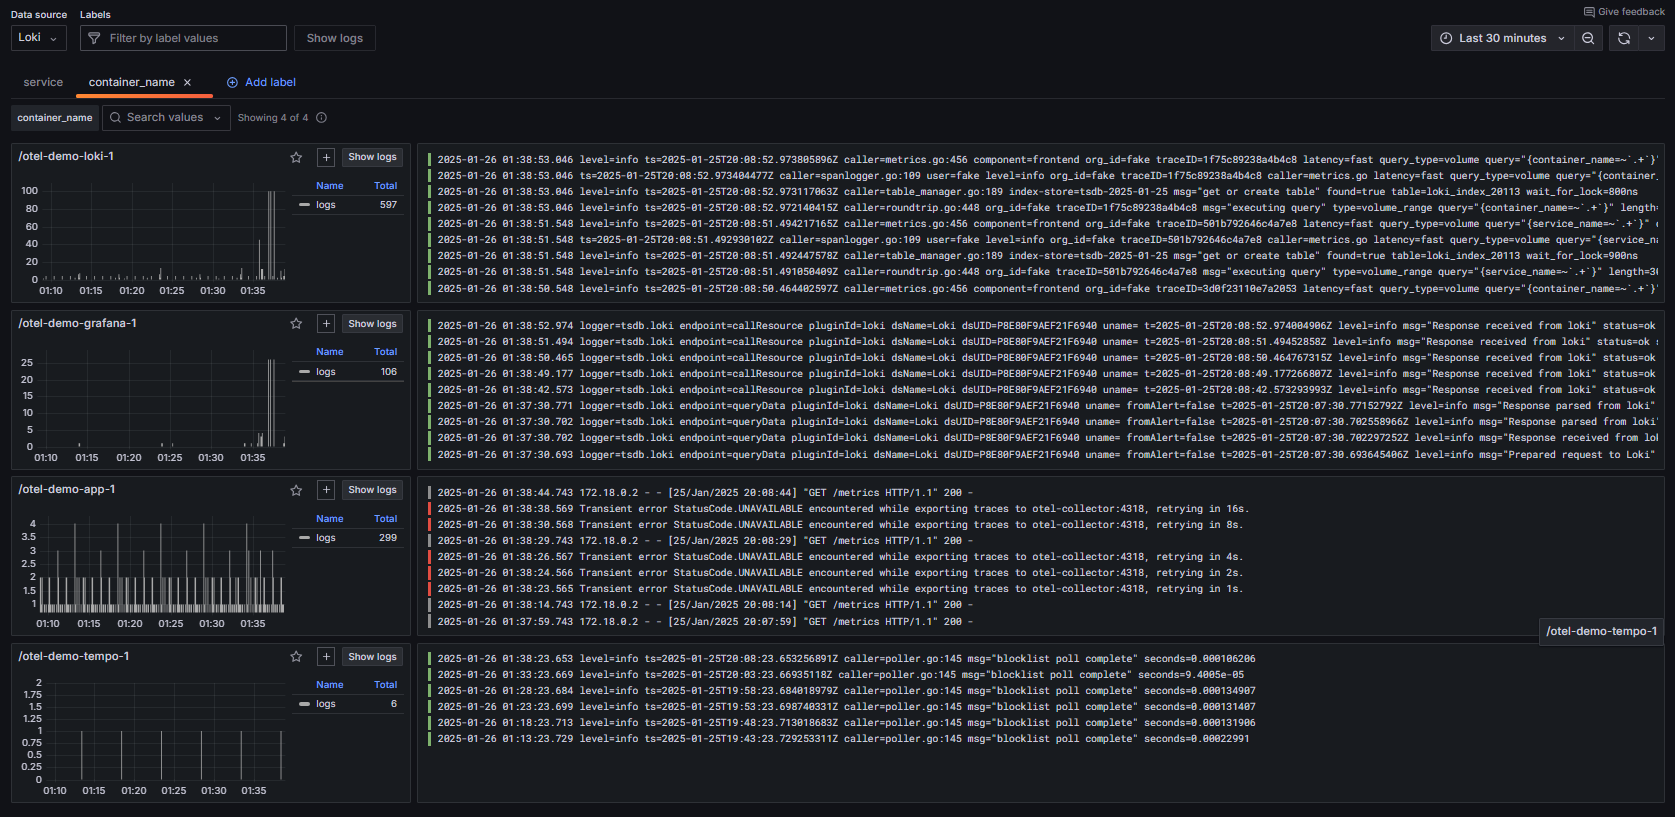 Data source
Labels
Give feedback
Loki
Filter by label values
Show logs
Last 30 minutes
service
container_name
Add label
container_name
Search values
Showing 4 of 4
/otel-demo-loki-1
Show logs
Name Total
logs 597
100
80
60
40
20
0
01:10 01:15 01:20 01:25 01:30 01:35
2025-01-26 01:38:53.046 level=info ts=2025-01-25T20:08:52.973805896Z caller=metrics.go:456 component=frontend org_id=fake traceID=1f75c89238a4b4c8 latency=fast query_type=volume query="{container_name=~`.+`}"
2025-01-26 01:38:53.046 ts=2025-01-25T20:08:52.973404477Z caller=spanlogger.go:109 user=fake level=info org_id=fake traceID=1f75c89238a4b4c8 caller=metrics.go latency=fast query_type=volume query="{container_
2025-01-26 01:38:53.046 level=info ts=2025-01-25T20:08:52.973117063Z caller=table_manager.go:189 index-store=tsdb-2025-01-25 msg="get or create table" found=true table=loki_index_20113 wait_for_lock=800ns
2025-01-26 01:38:53.046 level=info ts=2025-01-25T20:08:52.972140415Z caller=roundtrip.go:448 org_id=fake traceID=1f75c89238a4b4c8 msg="executing query" type=volume_range query="{container_name=~`.+`}" length=
2025-01-26 01:38:51.548 level=info ts=2025-01-25T20:08:51.494217165Z caller=metrics.go:456 component=frontend org_id=fake traceID=501b792646c4a7e8 latency=fast query_type=volume query="{service_name=~`.+`}"
2025-01-26 01:38:51.548 ts=2025-01-25T20:08:51.492930102Z caller=spanlogger.go:109 user=fake level=info org_id=fake traceID=501b792646c4a7e8 caller=metrics.go latency=fast query_type=volume query="{service_n
2025-01-26 01:38:51.548 level=info ts=2025-01-25T20:08:51.492447578Z caller=table_manager.go:189 index-store=tsdb-2025-01-25 msg="get or create table" found=true table=loki_index_20113 wait_for_lock=900ns
2025-01-26 01:38:51.548 level=info ts=2025-01-25T20:08:51.491050409Z caller=roundtrip.go:448 org_id=fake traceID=501b792646c4a7e8 msg="executing query" type=volume_range query="{service_name=~`.+`}" length=30
2025-01-26 01:38:50.548 level=info ts=2025-01-25T20:08:50.464402597Z caller=metrics.go:456 component=frontend org_id=fake traceID=3d0f23110e7a2053 latency=fast query_type=volume query="{container_name=~`.+`}"
/otel-demo-grafana-1
Show logs
Name Total
logs 106
25
20
15
10
5
0
01:10 01:15 01:20 01:25 01:30 01:35
2025-01-26 01:38:52.974 logger=tsdb.loki endpoint=callResource pluginId=loki dsName=Loki dsUID=P8E80F9AEF21F6940 uname= t=2025-01-25T20:08:52.974004906Z level=info msg="Response received from loki" status=ok
2025-01-26 01:38:51.494 logger=tsdb.loki endpoint=callResource pluginId=loki dsName=Loki dsUID=P8E80F9AEF21F6940 uname= t=2025-01-25T20:08:51.49452858Z level=info msg="Response received from loki" status=ok
2025-01-26 01:38:50.465 logger=tsdb.loki endpoint=callResource pluginId=loki dsName=Loki dsUID=P8E80F9AEF21F6940 uname= t=2025-01-25T20:08:50.464767315Z level=info msg="Response received from loki" status=ok
2025-01-26 01:38:49.177 logger=tsdb.loki endpoint=callResource pluginId=loki dsName=Loki dsUID=P8E80F9AEF21F6940 uname= t=2025-01-25T20:08:49.177266807Z level=info msg="Response received from loki" status=ok
2025-01-26 01:38:42.573 logger=tsdb.loki endpoint=callResource pluginId=loki dsName=Loki dsUID=P8E80F9AEF21F6940 uname= t=2025-01-25T20:08:42.573293993Z level=info msg="Response received from loki" status=ok
2025-01-26 01:37:30.771 logger=tsdb.loki endpoint=queryData pluginId=loki dsName=Loki dsUID=P8E80F9AEF21F6940 uname= fromAlert=false t=2025-01-25T20:07:30.77152792Z level=info msg="Response parsed from loki"
2025-01-26 01:37:30.702 logger=tsdb.loki endpoint=queryData pluginId=loki dsName=Loki dsUID=P8E80F9AEF21F6940 uname= fromAlert=false t=2025-01-25T20:07:30.702558966Z level=info msg="Response parsed from loki"
2025-01-26 01:37:30.702 logger=tsdb.loki endpoint=queryData pluginId=loki dsName=Loki dsUID=P8E80F9AEF21F6940 uname= fromAlert=false t=2025-01-25T20:07:30.702297252Z level=info msg="Response received from lok
2025-01-26 01:37:30.693 logger=tsdb.loki endpoint=queryData pluginId=loki dsName=Loki dsUID=P8E80F9AEF21F6940 uname= fromAlert=false t=2025-01-25T20:07:30.693645406Z level=info msg="Prepared request to Loki"
/otel-demo-app-1
Show logs
Name Total
logs 299
4
3.5
3
2.5
2
1.5
1
01:10 01:15 01:20 01:25 01:30 01:35
2025-01-26 01:38:44.743 172.18.0.2 - - [25/Jan/2025 20:08:44] "GET /metrics HTTP/1.1" 200 -
2025-01-26 01:38:38.569 Transient error StatusCode.UNAVAILABLE encountered while exporting traces to otel-collector:4318, retrying in 16s.
2025-01-26 01:38:30.568 Transient error StatusCode.UNAVAILABLE encountered while exporting traces to otel-collector:4318, retrying in 8s.
2025-01-26 01:38:29.743 172.18.0.2 - - [25/Jan/2025 20:08:29] "GET /metrics HTTP/1.1" 200 -
2025-01-26 01:38:26.567 Transient error StatusCode.UNAVAILABLE encountered while exporting traces to otel-collector:4318, retrying in 4s.
2025-01-26 01:38:24.566 Transient error StatusCode.UNAVAILABLE encountered while exporting traces to otel-collector:4318, retrying in 2s.
2025-01-26 01:38:23.565 Transient error StatusCode.UNAVAILABLE encountered while exporting traces to otel-collector:4318, retrying in 1s.
2025-01-26 01:38:14.743 172.18.0.2 - - [25/Jan/2025 20:08:14] "GET /metrics HTTP/1.1" 200 -
2025-01-26 01:37:59.743 172.18.0.2 - - [25/Jan/2025 20:07:59] "GET /metrics HTTP/1.1" 200 -
/otel-demo-tempo-1
/otel-demo-tempo-1
Show logs
Name Total
logs 6
2
1.75
1.5
1.25
1
0.75
0.5
0.25
0
01:10 01:15 01:20 01:25 01:30 01:35
2025-01-26 01:38:23.653 level=info ts=2025-01-25T20:08:23.653256891Z caller=poller.go:145 msg="blocklist poll complete" seconds=0.000106206
2025-01-26 01:33:23.669 level=info ts=2025-01-25T20:03:23.66935118Z caller=poller.go:145 msg="blocklist poll complete" seconds=9.4005e-05
2025-01-26 01:28:23.684 level=info ts=2025-01-25T19:58:23.684018979Z caller=poller.go:145 msg="blocklist poll complete" seconds=0.000134907
2025-01-26 01:23:23.699 level=info ts=2025-01-25T19:53:23.698740331Z caller=poller.go:145 msg="blocklist poll complete" seconds=0.000131407
2025-01-26 01:18:23.713 level=info ts=2025-01-25T19:48:23.713018683Z caller=poller.go:145 msg="blocklist poll complete" seconds=0.000131906
2025-01-26 01:13:23.729 level=info ts=2025-01-25T19:43:23.729253311Z caller=poller.go:145 msg="blocklist poll complete" seconds=0.00022991